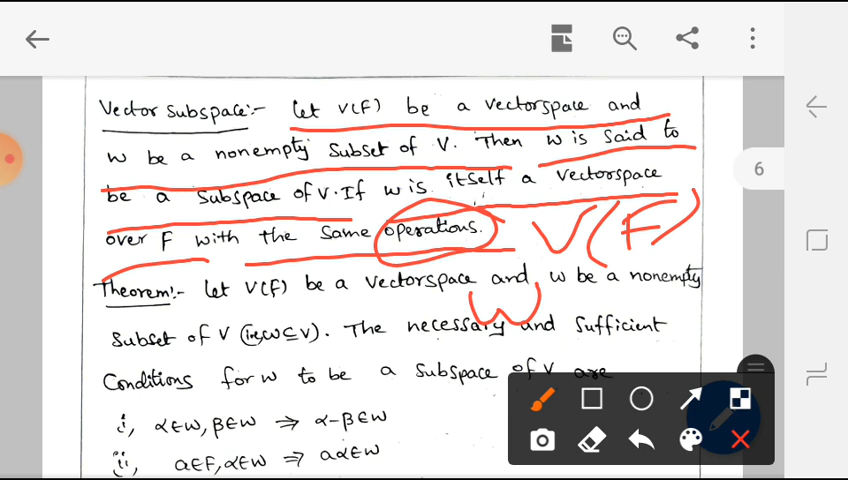 Vector Subspace:- let V(F) be a vectorspace and
W be a nonempty subset of V. Then W is said to
be a subspace of V. If W is itself a vectorspace
over F with the same operations.
V(F)
Theorem:- let V(F) be a vectorspace and W be a nonempty
W
Subset of V (i.e, W⊆V). The necessary and sufficient
Conditions for W to be a subspace of V are
i, α∈W, β∈W ⇒ α-β∈W
ii, a∈F, α∈W ⇒ aα∈W
6